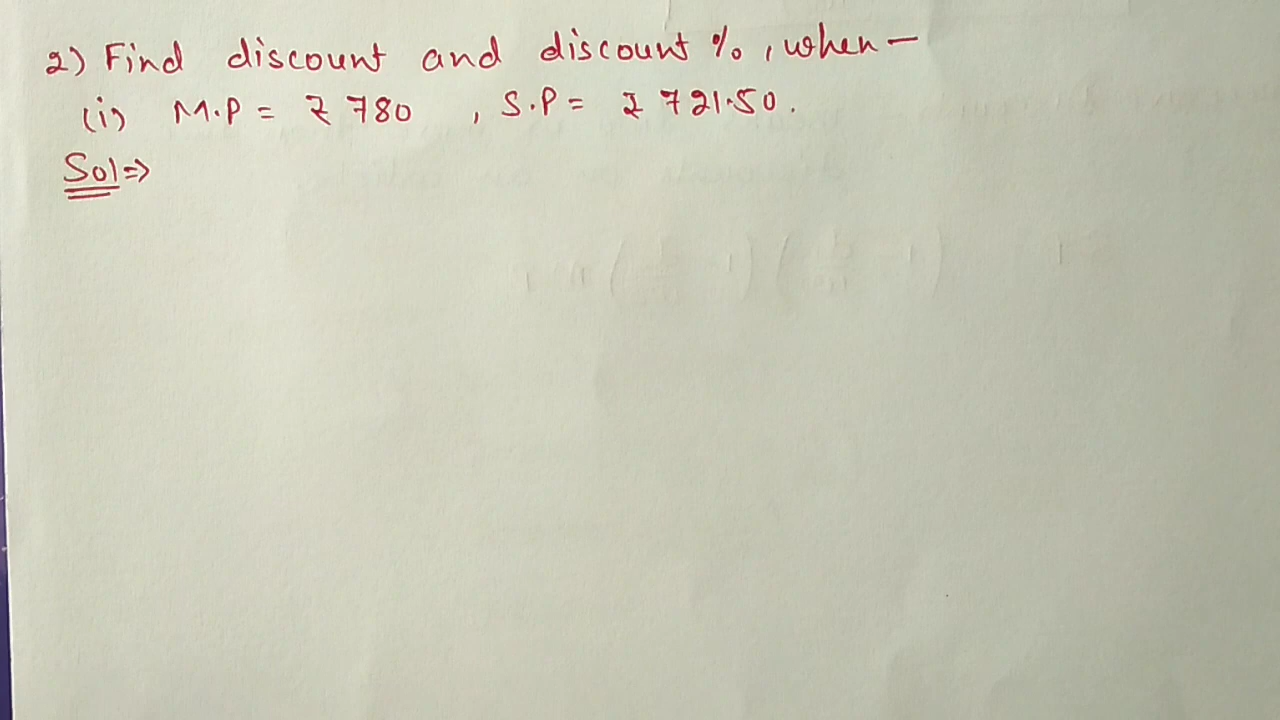 2) Find discount and discount %, when —
(i) M.P = ₹ 780 , S.P = ₹ 721.50.
Sol ⇒